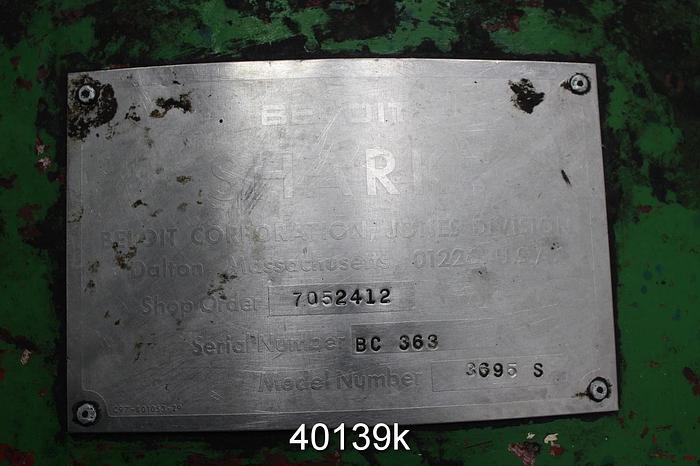 BELOIT
SHARK
BELOIT CORPORATION, JONES DIVISION
Dalton, Massachusetts, 01226 U.S.A.
Shop Order 7052412
Serial Number BC 363
Model Number 3695 S
40139k